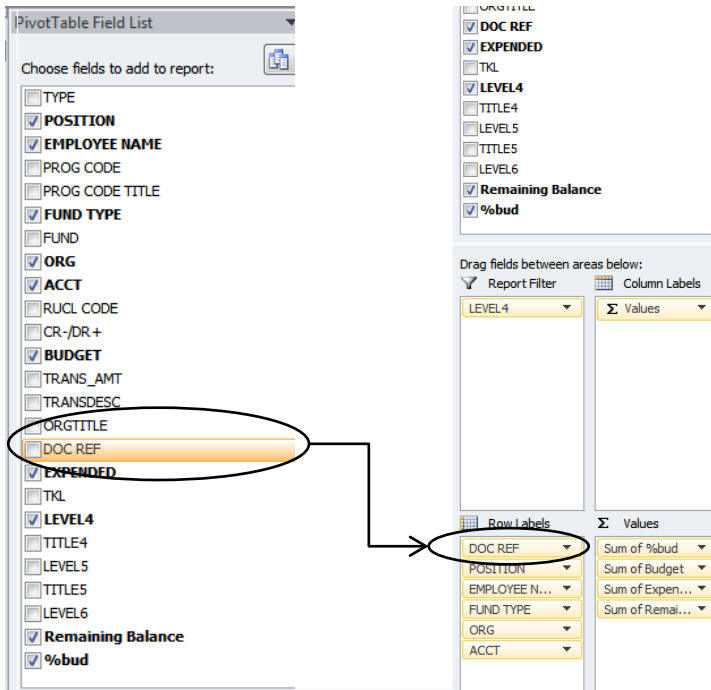 PivotTable Field List
Choose fields to add to report:
TYPE
POSITION
EMPLOYEE NAME
PROG CODE
PROG CODE TITLE
FUND TYPE
FUND
ORG
ACCT
RUCL CODE
CR-/DR+
BUDGET
TRANS_AMT
TRANSDESC
ORGTITLE
DOC REF
EXPENDED
TKL
LEVEL4
TITLE4
LEVEL5
TITLE5
LEVEL6
Remaining Balance
%bud
ORGTITLE
DOC REF
EXPENDED
TKL
LEVEL4
TITLE4
LEVEL5
TITLE5
LEVEL6
Remaining Balance
%bud
Drag fields between areas below:
Report Filter
LEVEL4
Column Labels
Σ Values
Row Labels
DOC REF
POSITION
EMPLOYEE N...
FUND TYPE
ORG
ACCT
Σ Values
Sum of %bud
Sum of Budget
Sum of Expen...
Sum of Remai...